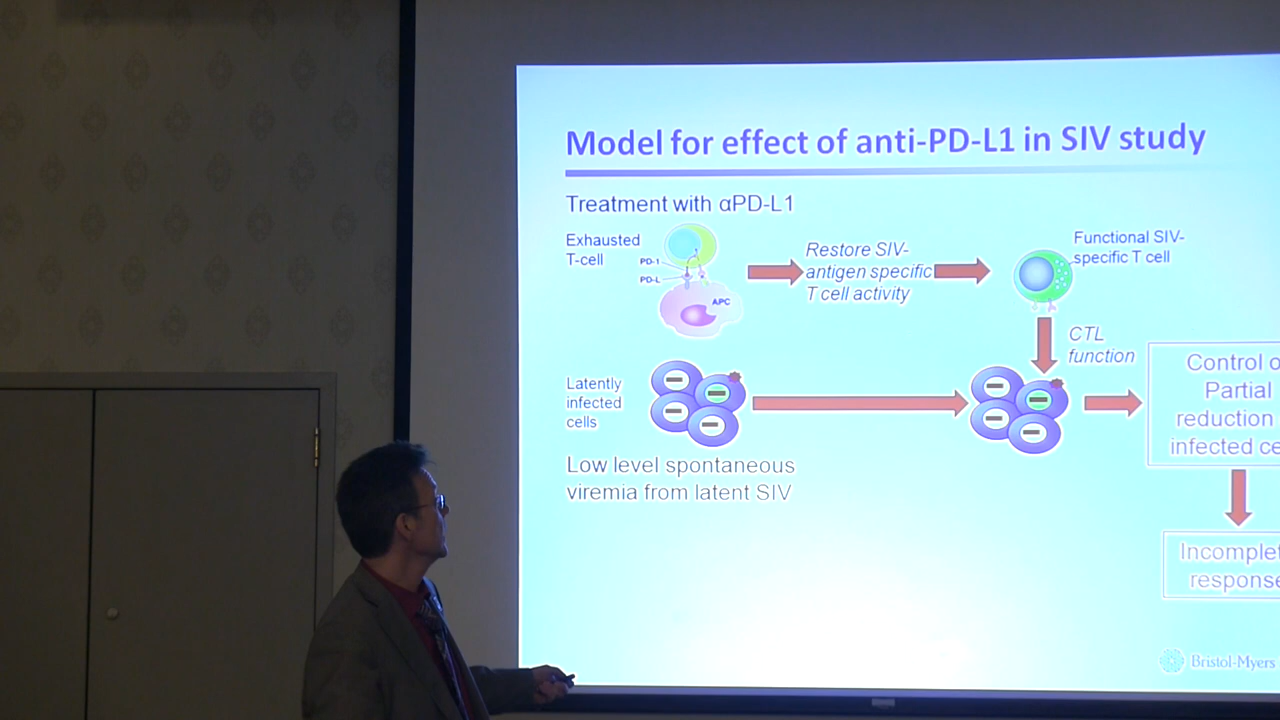 Model for effect of anti-PD-L1 in SIV study
Treatment with αPD-L1
Exhausted
T-cell
PD-1
PD-L
APC
Restore SIV-
antigen specific
T cell activity
Functional SIV-
specific T cell
CTL
function
Latently
infected
cells
Control o
Partial
reduction
infected ce
Low level spontaneous
viremia from latent SIV
Incomplet
response
Bristol-Myers